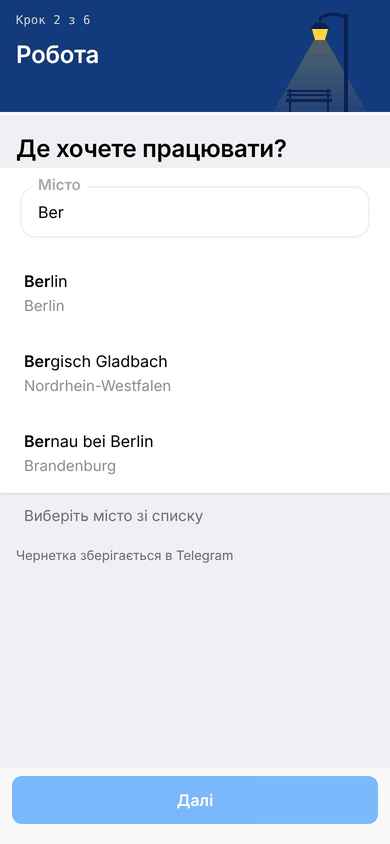 Крок 2 з 6
Робота
Де хочете працювати?
Місто
Ber
Berlin
Berlin
Bergisch Gladbach
Nordrhein-Westfalen
Bernau bei Berlin
Brandenburg
Виберіть місто зі списку
Чернетка зберігається в Telegram
Далі